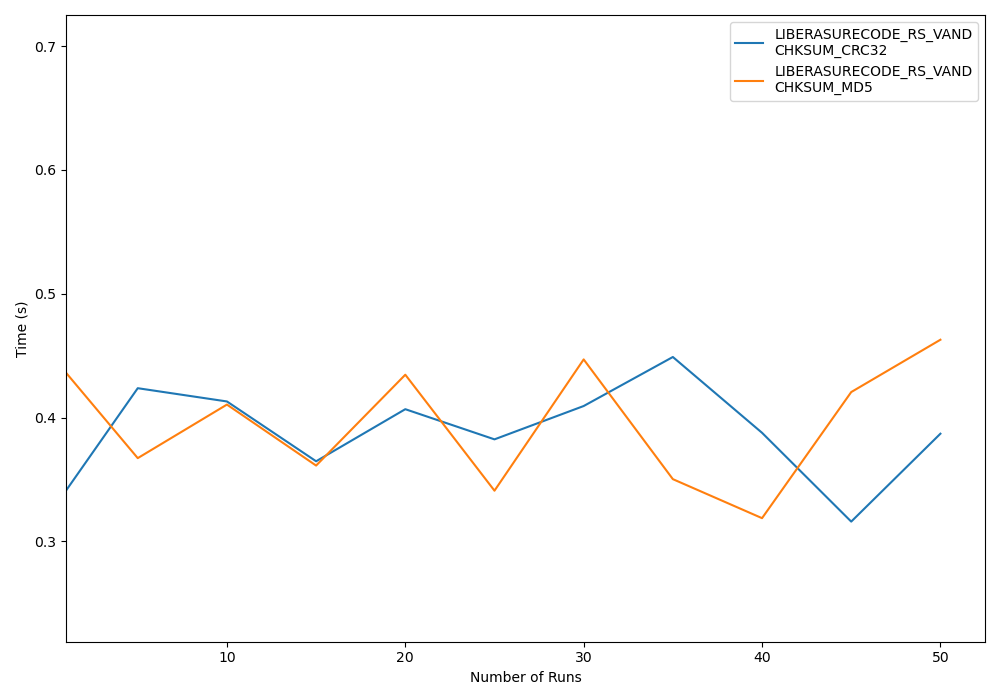 LIBERASURECODE_RS_VAND
CHKSUM_CRC32
LIBERASURECODE_RS_VAND
CHKSUM_MD5
0.7
0.6
0.5
0.4
0.3
Time (s)
10 20 30 40 50
Number of Runs